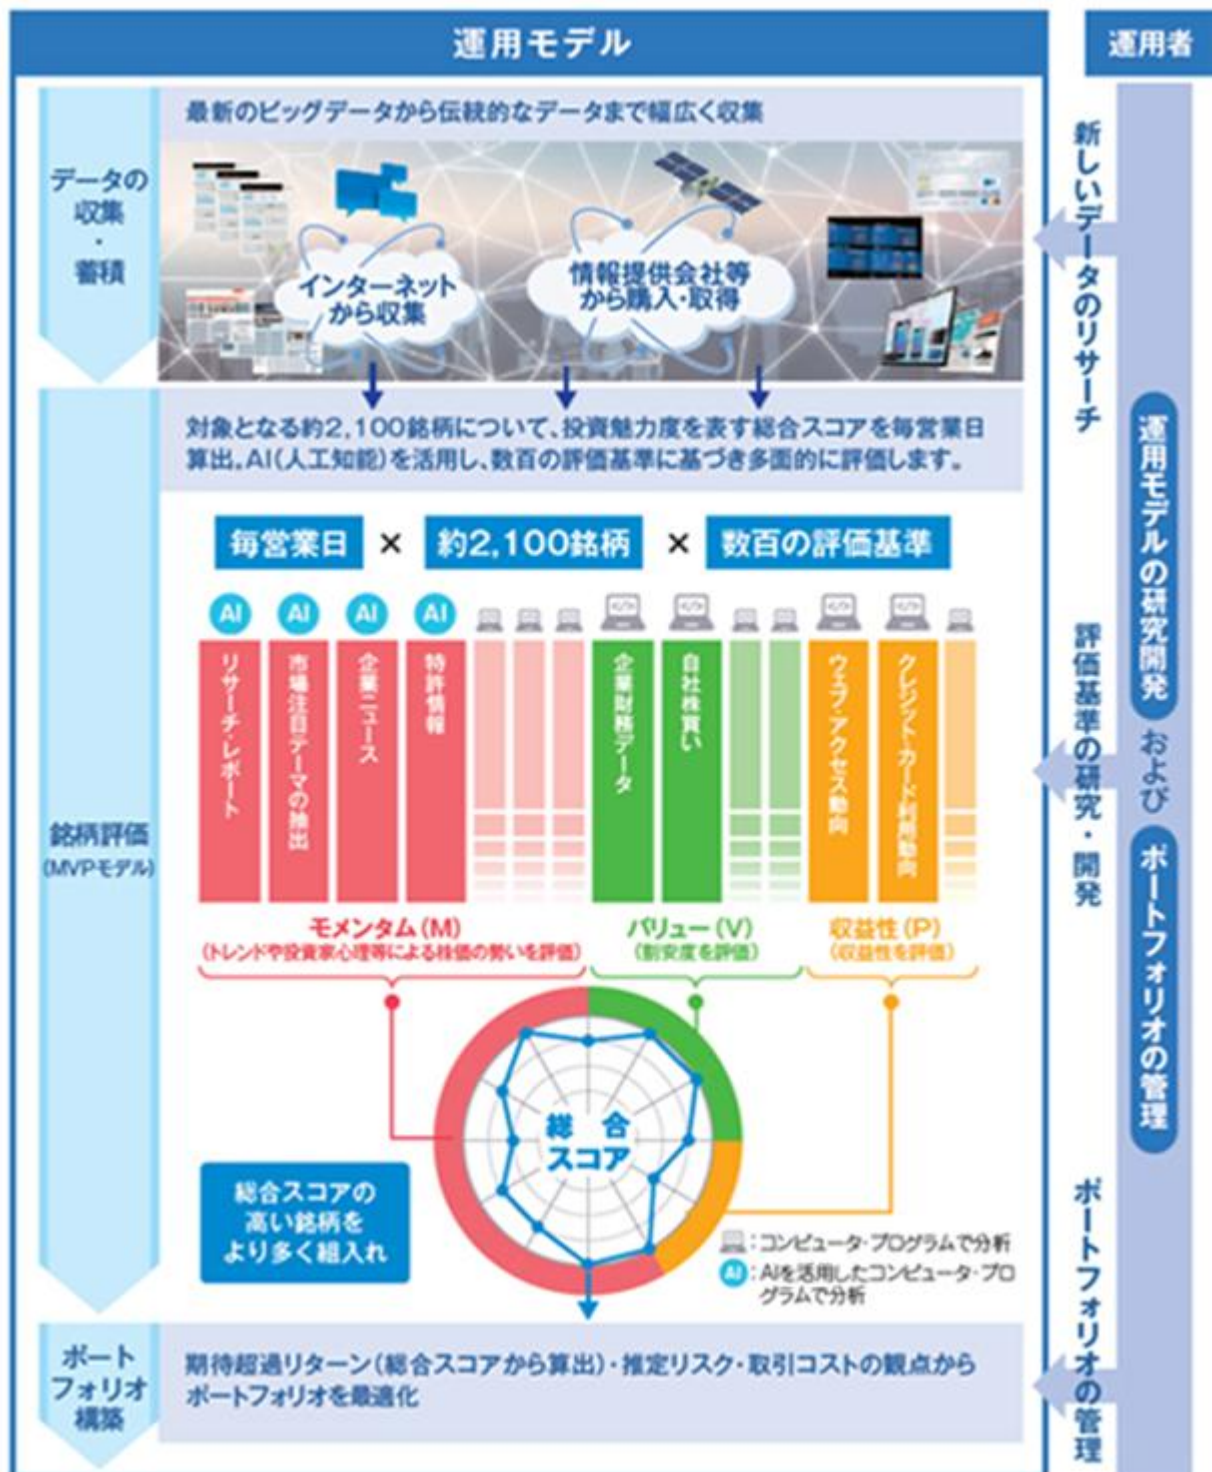 運用モデル
運用者
データの
収集
・
蓄積
最新のビッグデータから伝統的なデータまで幅広く収集
インターネット
から収集
情報提供会社等
から購入・取得
新しいデータのリサーチ
銘柄評価
(MVPモデル)
対象となる約2,100銘柄について、投資魅力度を表す総合スコアを毎営業日
算出。AI(人工知能)を活用し、数百の評価基準に基づき多面的に評価します。
毎営業日 × 約2,100銘柄 × 数百の評価基準
AI AI AI AI
リサーチ・レポート
市場注目テーマの抽出
企業ニュース
特許情報
企業財務データ
自社株買い
ウェブ・アクセス動向
クレジット・カード利用動向
モメンタム(M)
(トレンドや投資家心理等による株価の勢いを評価)
バリュー(V)
(割安度を評価)
収益性(P)
(収益性を評価)
総合
スコア
総合スコアの
高い銘柄を
より多く組入れ
:コンピュータ・プログラムで分析
AI:AIを活用したコンピュータ・プロ
グラムで分析
評価基準の研究・開発
ポート
フォリオ
構築
期待超過リターン(総合スコアから算出)・推定リスク・取引コストの観点から
ポートフォリオを最適化
ポートフォリオの管理
運用モデルの研究開発
および
ポートフォリオの管理